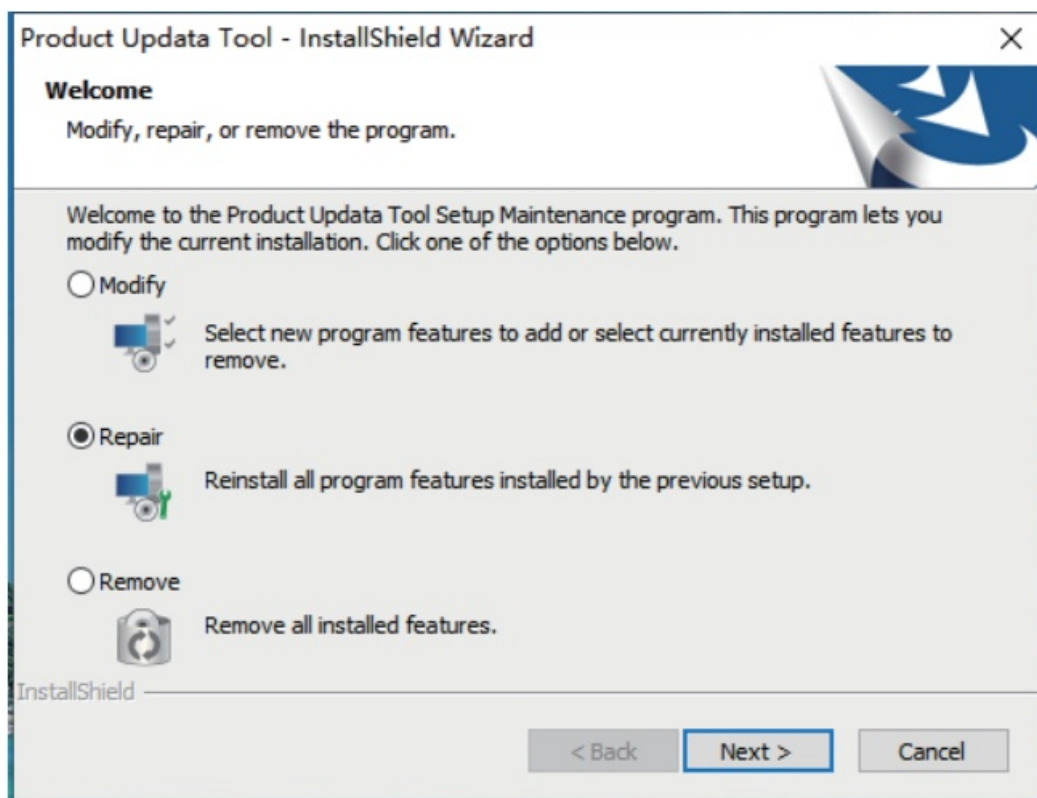 Product Updata Tool - InstallShield Wizard
Welcome
Modify, repair, or remove the program.
Welcome to the Product Updata Tool Setup Maintenance program. This program lets you
modify the current installation. Click one of the options below.
Modify
Select new program features to add or select currently installed features to
remove.
Repair
Reinstall all program features installed by the previous setup.
Remove
Remove all installed features.
InstallShield
< Back
Next >
Cancel